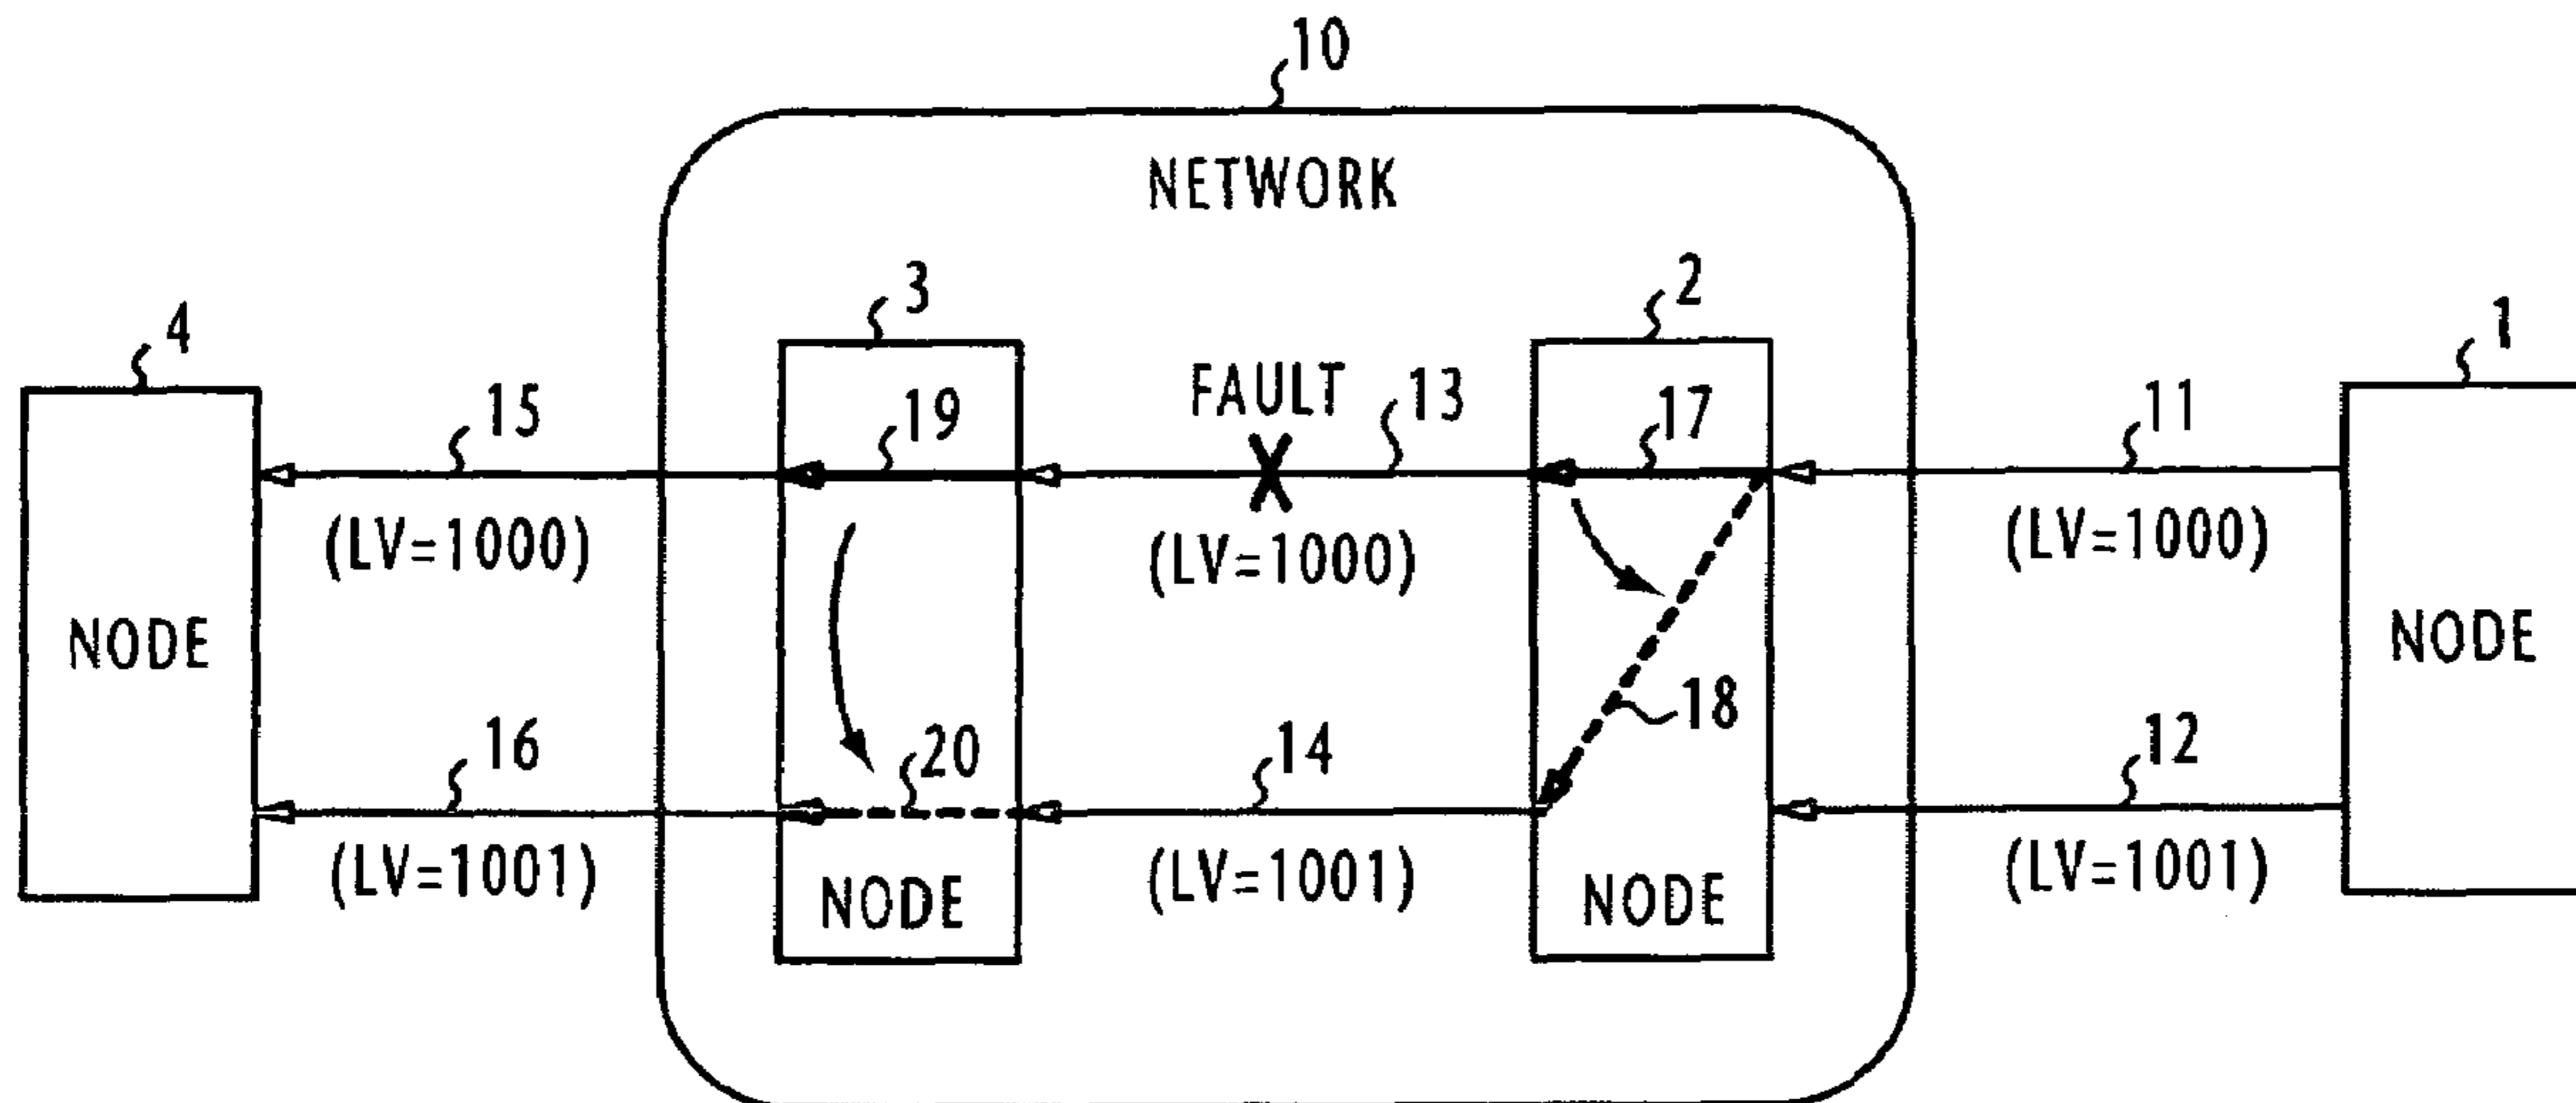 10
NETWORK
4
3
2
1
15
19
FAULT
13
17
11
(LV=1000)
(LV=1000)
(LV=1000)
NODE
NODE
16
20
14
18
12
(LV=1001)
NODE
(LV=1001)
NODE
(LV=1001)